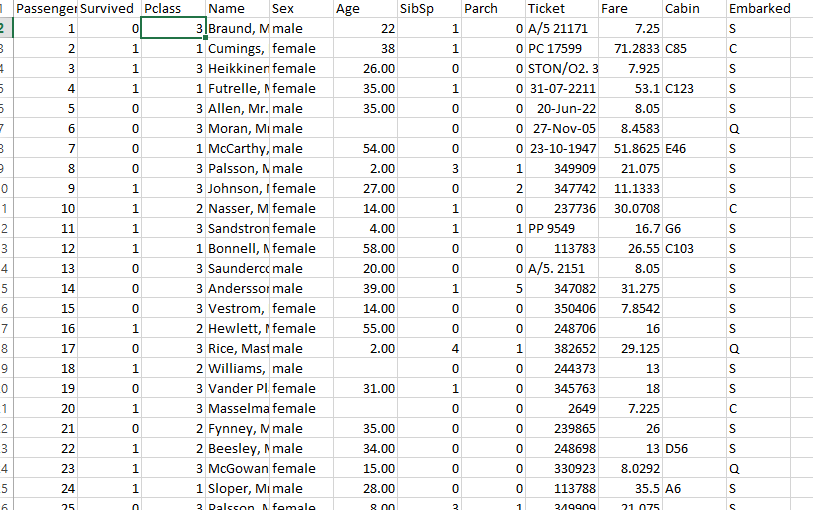 Passenger Survived Pclass Name Sex Age SibSp Parch Ticket Fare Cabin Embarked
2 1 0 3 Braund, M male 22 1 0 A/5 21171 7.25 S
3 2 1 1 Cumings, female 38 1 0 PC 17599 71.2833 C85 C
4 3 1 3 Heikkinen female 26.00 0 0 STON/O2. 3 7.925 S
5 4 1 1 Futrelle, M female 35.00 1 0 31-07-2211 53.1 C123 S
6 5 0 3 Allen, Mr. male 35.00 0 0 20-Jun-22 8.05 S
7 6 0 3 Moran, Mr male 0 0 27-Nov-05 8.4583 Q
8 7 0 1 McCarthy, male 54.00 0 0 23-10-1947 51.8625 E46 S
9 8 0 3 Palsson, M male 2.00 3 1 349909 21.075 S
0 9 1 3 Johnson, female 27.00 0 2 347742 11.1333 S
1 10 1 2 Nasser, M female 14.00 1 0 237736 30.0708 C
2 11 1 3 Sandstron female 4.00 1 1 PP 9549 16.7 G6 S
3 12 1 1 Bonnell, M female 58.00 0 0 113783 26.55 C103 S
4 13 0 3 Saunderco male 20.00 0 0 A/5. 2151 8.05 S
5 14 0 3 Andersson male 39.00 1 5 347082 31.275 S
6 15 0 3 Vestrom, female 14.00 0 0 350406 7.8542 S
7 16 1 2 Hewlett, female 55.00 0 0 248706 16 S
8 17 0 3 Rice, Mast male 2.00 4 1 382652 29.125 Q
9 18 1 2 Williams, male 0 0 244373 13 S
0 19 0 3 Vander Pl female 31.00 1 0 345763 18 S
1 20 1 3 Masselma female 0 0 2649 7.225 C
2 21 0 2 Fynney, M male 35.00 0 0 239865 26 S
3 22 1 2 Beesley, M male 34.00 0 0 248698 13 D56 S
4 23 1 3 McGowan female 15.00 0 0 330923 8.0292 Q
5 24 1 1 Sloper, Mr male 28.00 0 0 113788 35.5 A6 S
6 25 0 3 Palsson, M female 8.00 3 1 349909 21.075 S